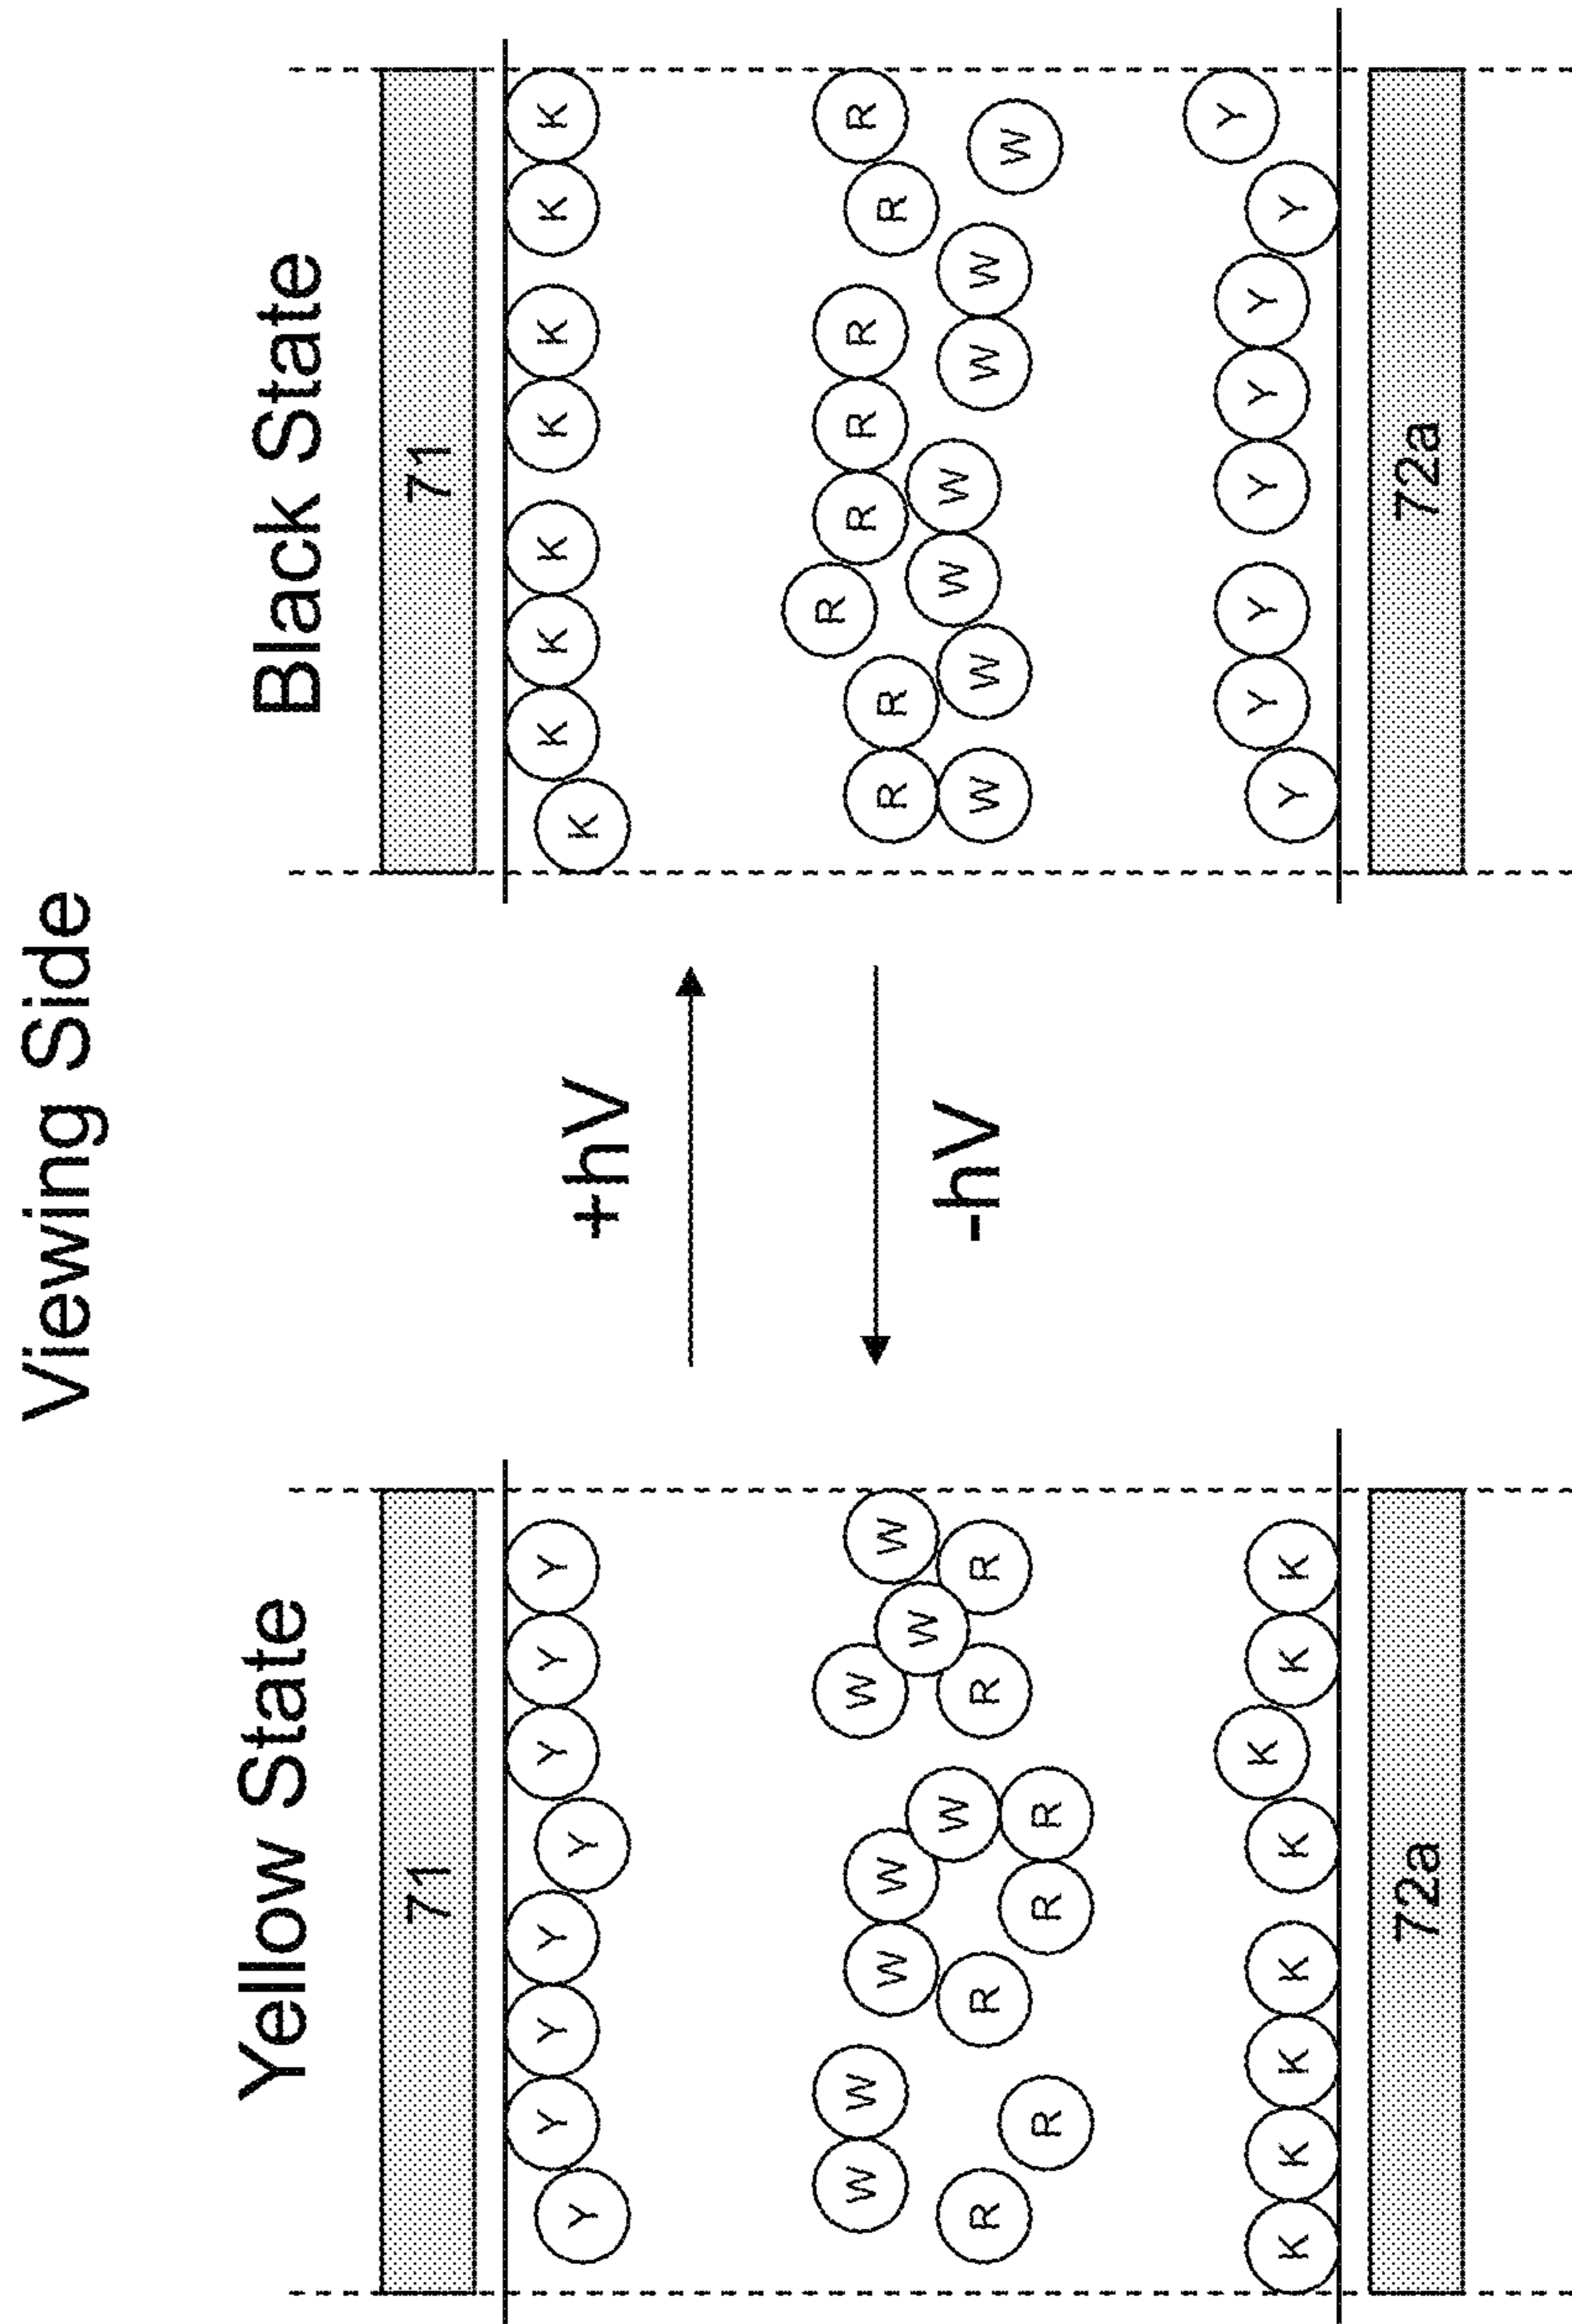 Viewing Side
Yellow State
71
Y Y Y Y Y Y Y Y
W W W W W W W W
R R R R R R R
K K K K K K K K
72a
+hV
-hV
Black State
71
K K K K K K K K
R R R R R R R R
W W W W W W W
Y Y Y Y Y Y Y Y
72a